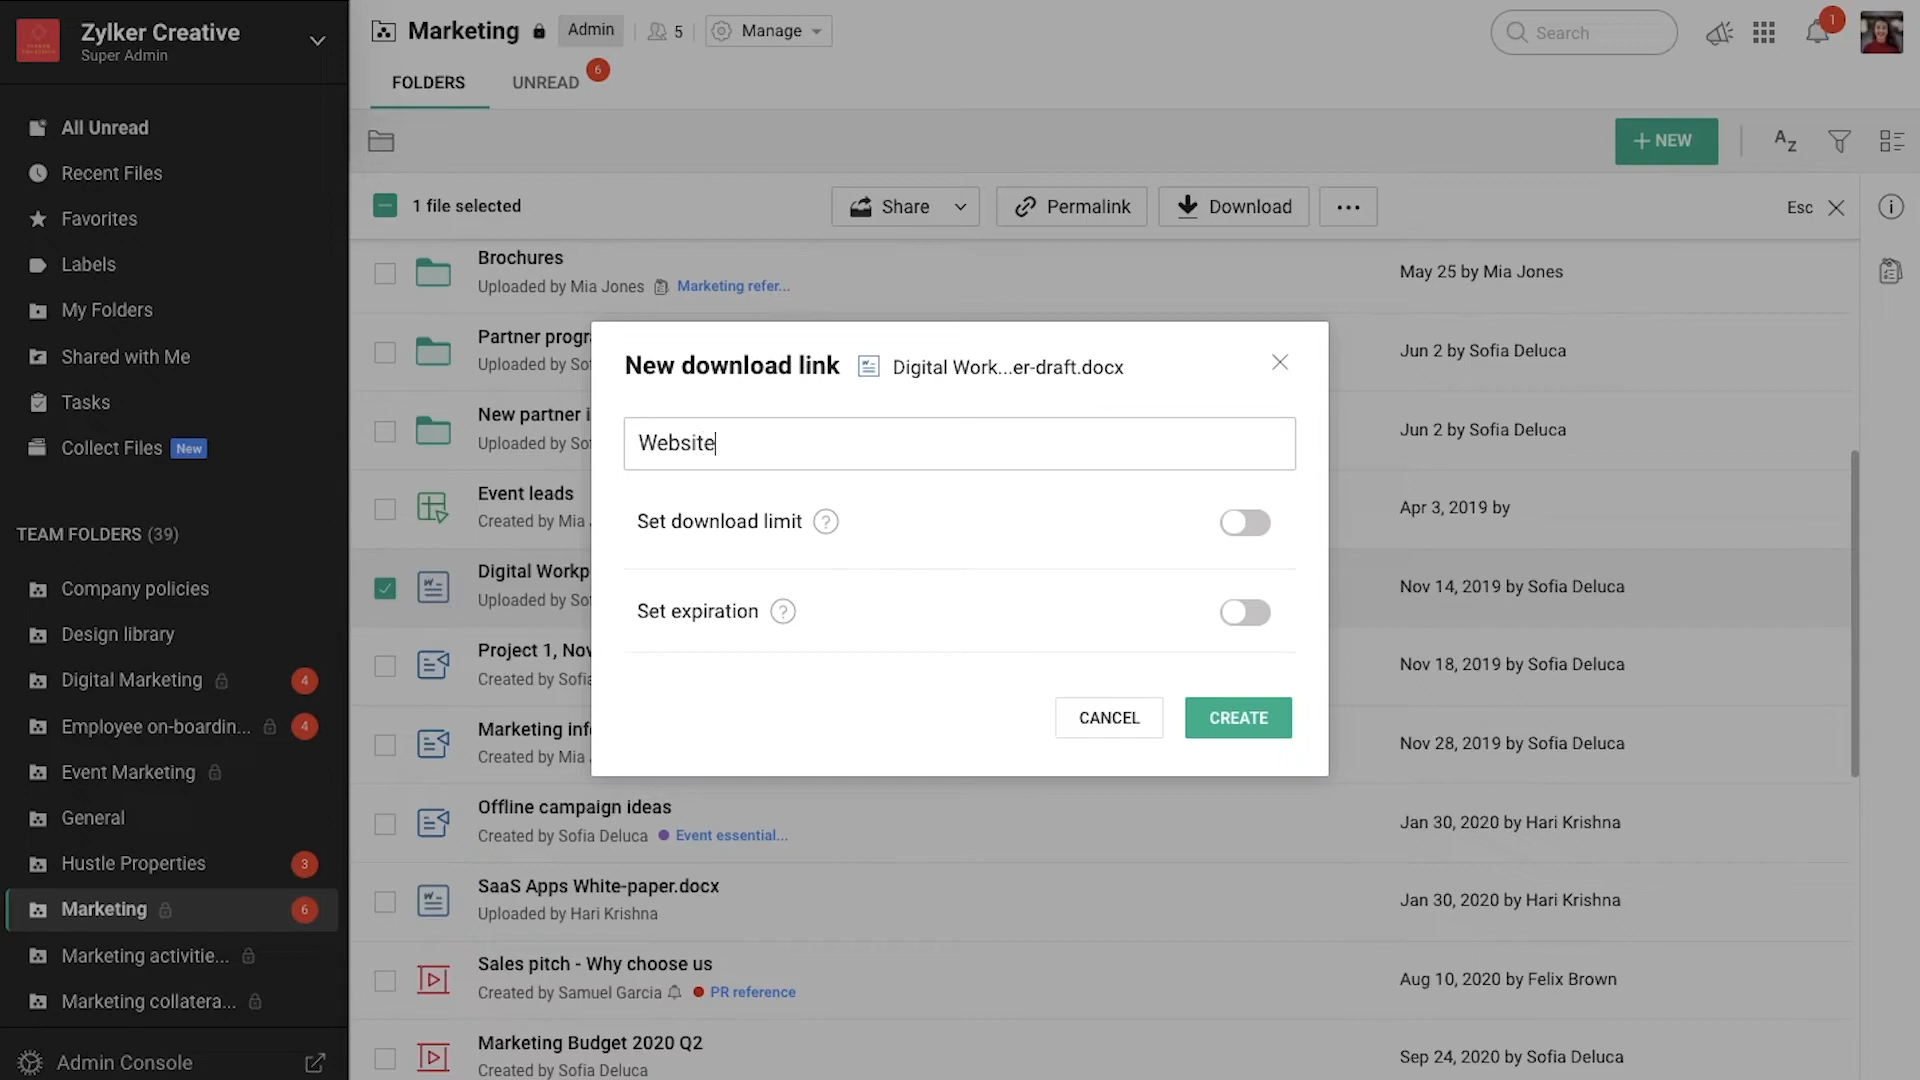 Zylker Creative
Super Admin
All Unread
Recent Files
Favorites
Labels
My Folders
Shared with Me
Tasks
Collect Files New
TEAM FOLDERS (39)
Company policies
Design library
Digital Marketing 4
Employee on-boardin... 4
Event Marketing
General
Hustle Properties 3
Marketing 6
Marketing activitie...
Marketing collatera...
Admin Console
Marketing Admin 5 Manage
Search
1
FOLDERS UNREAD 6
+ NEW
1 file selected
Share Permalink Download ...
Esc
Brochures
Uploaded by Mia Jones Marketing refer...
May 25 by Mia Jones
Partner progr
Uploaded by So
Jun 2 by Sofia Deluca
New partner i
Uploaded by So
Jun 2 by Sofia Deluca
Event leads
Created by Mia
Apr 3, 2019 by
Digital Workp
Uploaded by So
Nov 14, 2019 by Sofia Deluca
Project 1, Nov
Created by Sofi
Nov 18, 2019 by Sofia Deluca
Marketing inf
Created by Mia
Nov 28, 2019 by Sofia Deluca
Offline campaign ideas
Created by Sofia Deluca Event essential...
Jan 30, 2020 by Hari Krishna
SaaS Apps White-paper.docx
Uploaded by Hari Krishna
Jan 30, 2020 by Hari Krishna
Sales pitch - Why choose us
Created by Samuel Garcia PR reference
Aug 10, 2020 by Felix Brown
Marketing Budget 2020 Q2
Created by Sofia Deluca
Sep 24, 2020 by Sofia Deluca
New download link Digital Work...er-draft.docx
Website
Set download limit ?
Set expiration ?
CANCEL CREATE